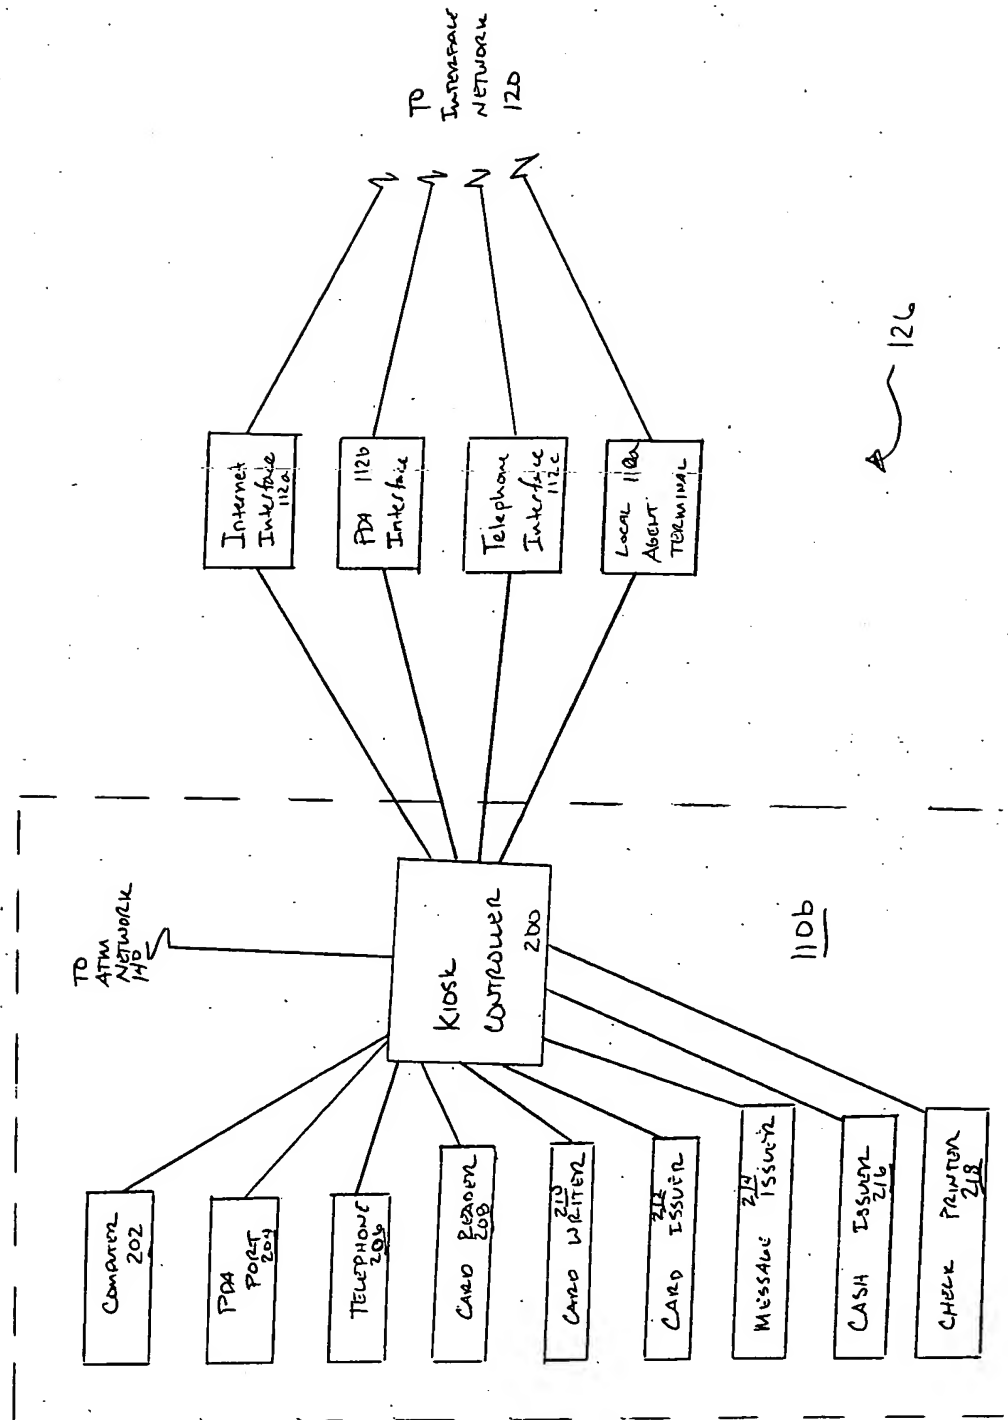 COMPUTER
202
PDA
PORT
204
TELEPHONE
206
CARD READER
208
210
CARD WRITER
212
CARD ISSUER
214
MESSAGE ISSUER
CASH ISSUER
216
CHECK PRINTER
218
TO
ATM
NETWORK
140
KIOSK
CONTROLLER
200
110b
Internet
Interface
112a
PDA 112b
Interface
Telephone
Interface
112c
LOCAL
AGENT
TERMINAL
TO
INTERFACE
NETWORK
120
126